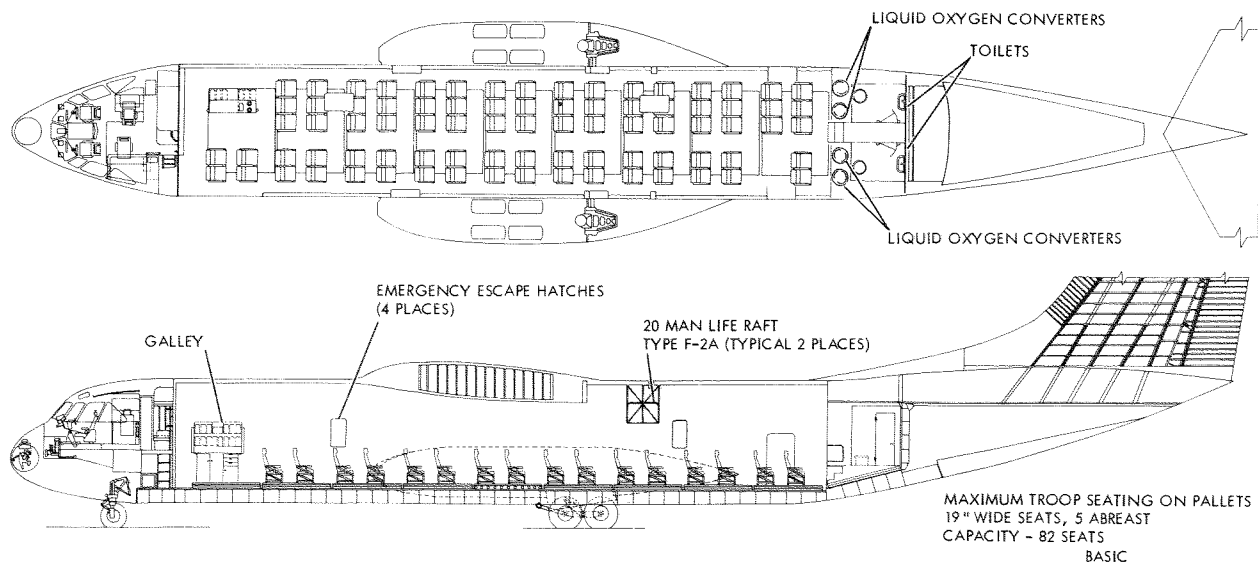 LIQUID OXYGEN CONVERTERS
TOILETS
LIQUID OXYGEN CONVERTERS
EMERGENCY ESCAPE HATCHES
(4 PLACES)
GALLEY
20 MAN LIFE RAFT
TYPE F-2A (TYPICAL 2 PLACES)
MAXIMUM TROOP SEATING ON PALLETS
19" WIDE SEATS, 5 ABREAST
CAPACITY - 82 SEATS
BASIC